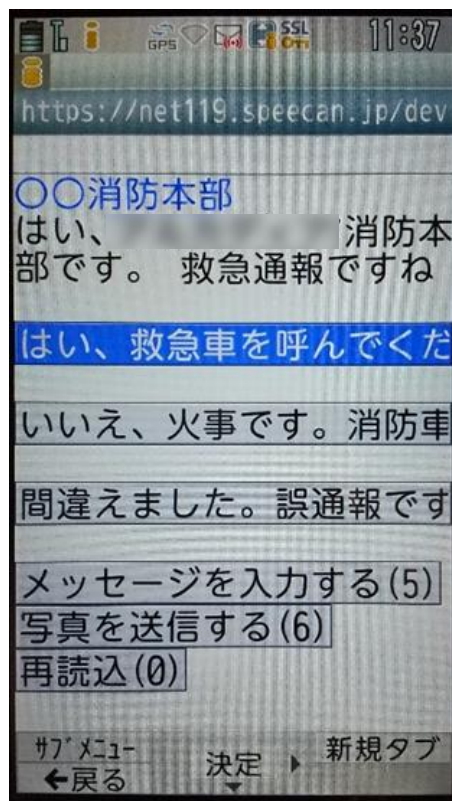 GPS SSL 11:37
https://net119.speecan.jp/dev
〇〇消防本部
はい、 消防本
部です。 救急通報ですね
はい、救急車を呼んでくだ
いいえ、火事です。消防車
間違えました。誤通報です
メッセージを入力する(5)
写真を送信する(6)
再読込(0)
サブメニュー 新規タブ
決定
←戻る